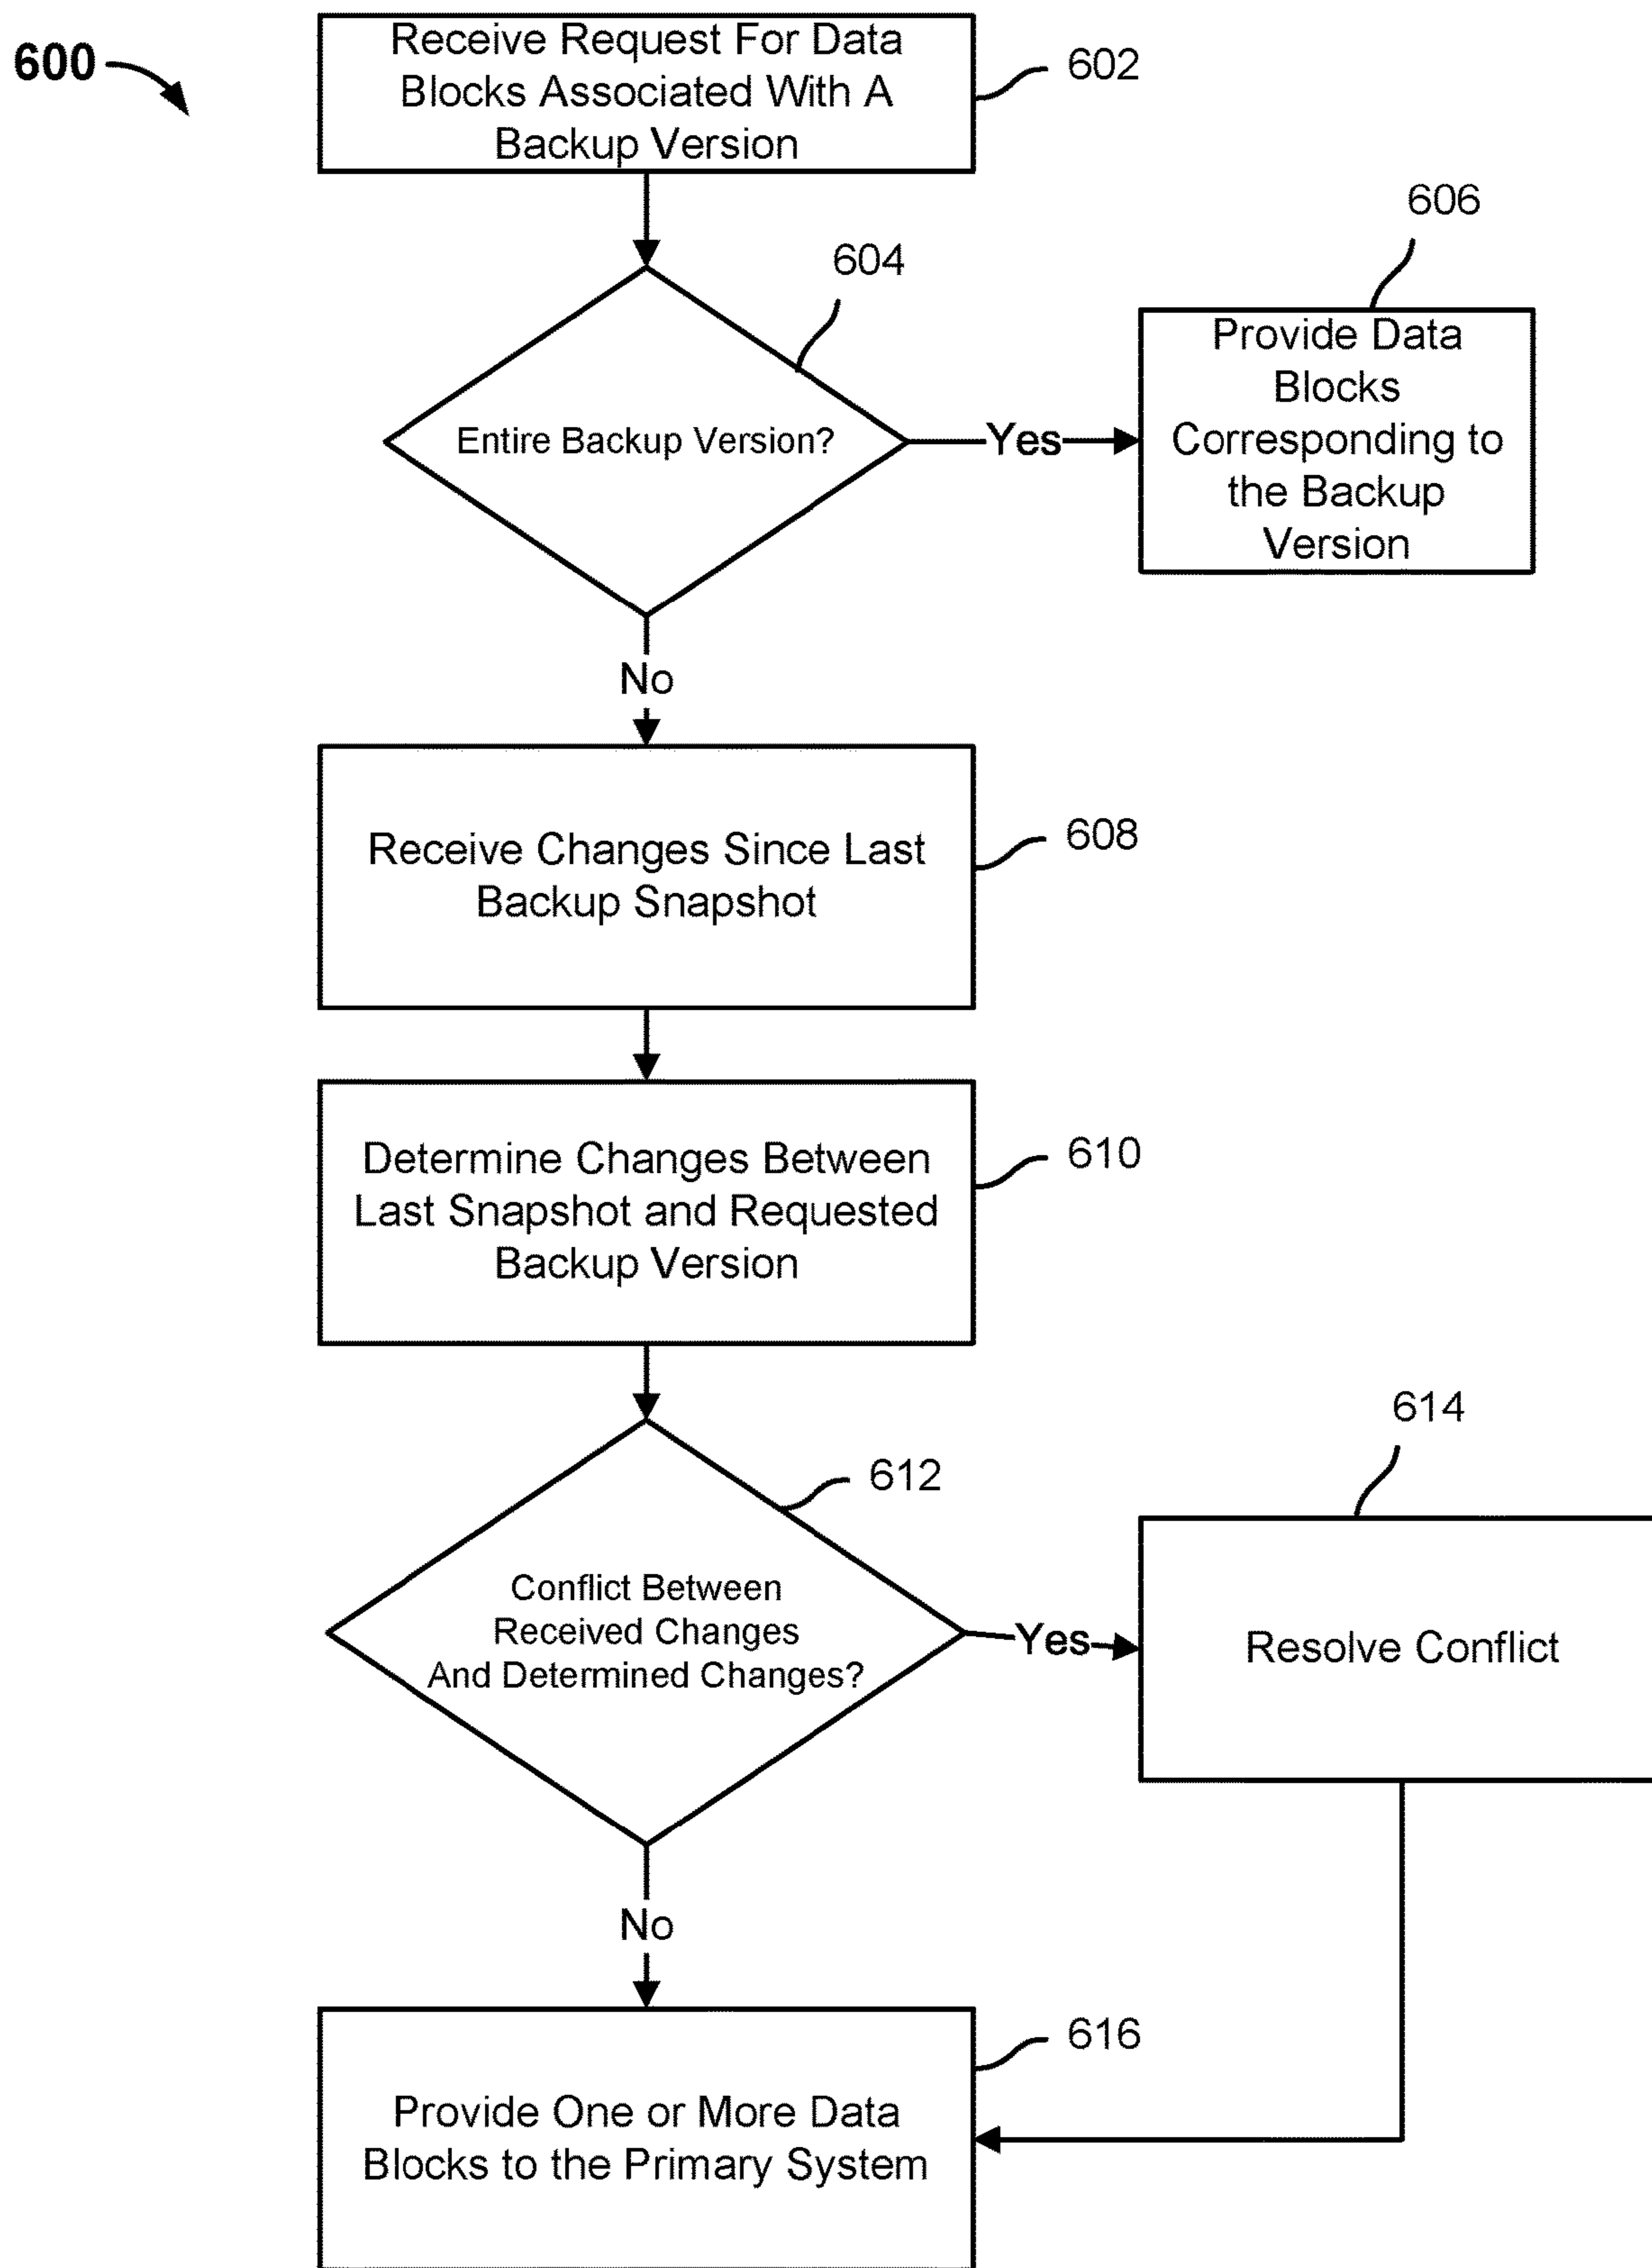 600
Receive Request For Data
Blocks Associated With A
Backup Version
602
604
Entire Backup Version?
Yes
606
Provide Data
Blocks
Corresponding to
the Backup
Version
No
Receive Changes Since Last
Backup Snapshot
608
Determine Changes Between
Last Snapshot and Requested
Backup Version
610
612
Conflict Between
Received Changes
And Determined Changes?
Yes
614
Resolve Conflict
No
616
Provide One or More Data
Blocks to the Primary System